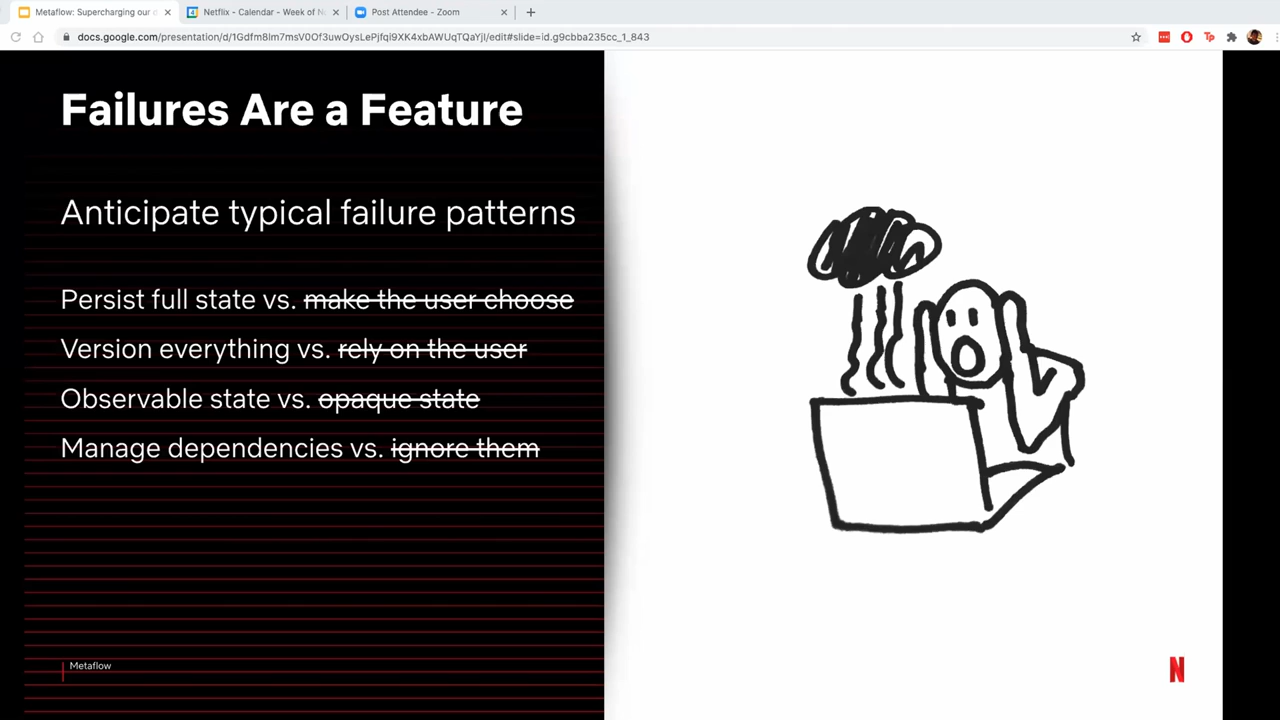 Metaflow: Supercharging our
Netflix - Calendar - Week of
Post Attendee - Zoom
docs.google.com/presentation/d/1Gdfm8lm7msV0Of3uwOysLePjfqi9XK4xbAWUqTQaYjI/edit#slide=id.g9cbba235cc_1_843
Failures Are a Feature
Anticipate typical failure patterns
Persist full state vs. make the user choose
Version everything vs. rely on the user
Observable state vs. opaque state
Manage dependencies vs. ignore them
Metaflow
N